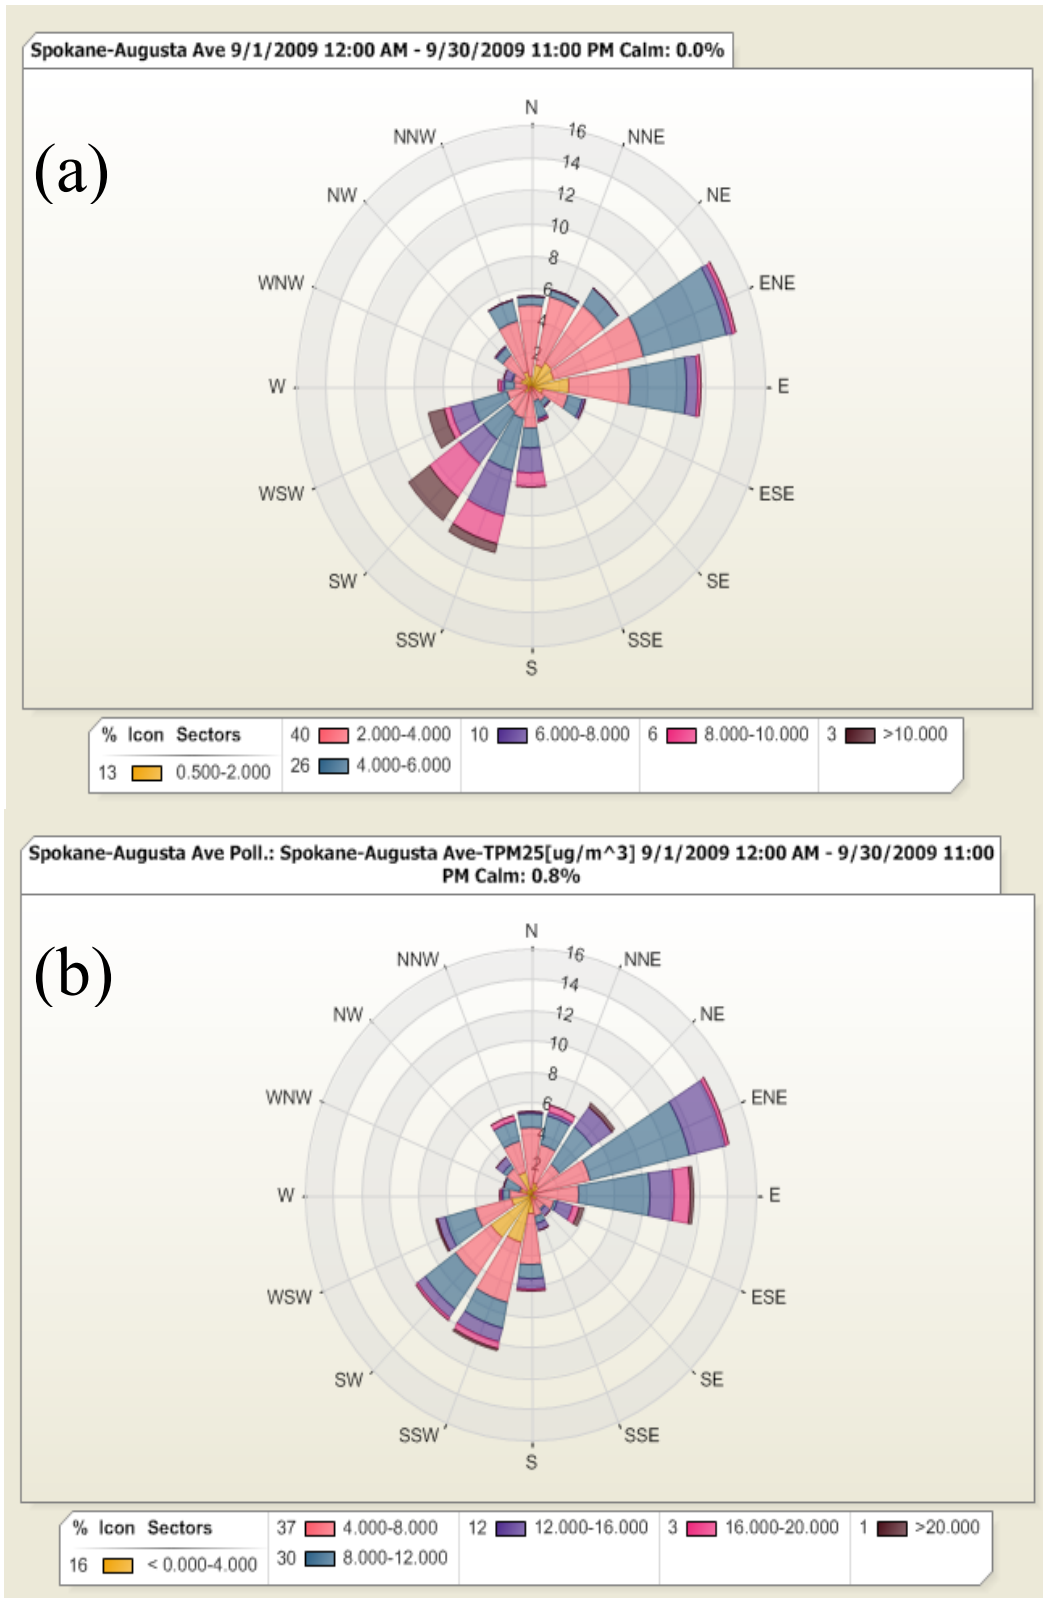 Spokane-Augusta Ave 9/1/2009 12:00 AM - 9/30/2009 11:00 PM Calm: 0.0%
(a)
N
NNW
16
NNE
14
NW
12
NE
10
8
WNW
6
ENE
4
2
W
E
WSW
ESE
SW
SE
SSW
SSE
S
% Icon Sectors
13 0.500-2.000
40 2.000-4.000
26 4.000-6.000
10 6.000-8.000
6 8.000-10.000
3 >10.000
Spokane-Augusta Ave Poll.: Spokane-Augusta Ave-TPM25[ug/m^3] 9/1/2009 12:00 AM - 9/30/2009 11:00
PM Calm: 0.8%
(b)
N
NNW
16
NNE
14
NW
12
NE
10
8
WNW
6
ENE
4
2
W
E
WSW
ESE
SW
SE
SSW
SSE
S
% Icon Sectors
16 < 0.000-4.000
37 4.000-8.000
30 8.000-12.000
12 12.000-16.000
3 16.000-20.000
1 >20.000